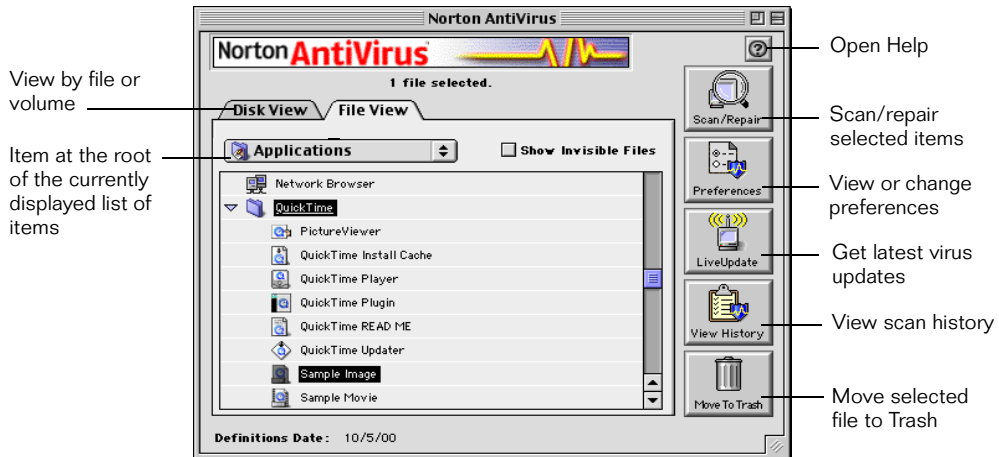 Norton AntiVirus
Norton AntiVirus
1 file selected.
Disk View
File View
Applications
Show Invisible Files
Network Browser
QuickTime
PictureViewer
QuickTime Install Cache
QuickTime Player
QuickTime Plugin
QuickTime READ ME
QuickTime Updater
Sample Image
Sample Movie
Definitions Date: 10/5/00
Scan/Repair
Preferences
LiveUpdate
View History
Move To Trash
View by file or
volume
Item at the root
of the currently
displayed list of
items
Open Help
Scan/repair
selected items
View or change
preferences
Get latest virus
updates
View scan history
Move selected
file to Trash